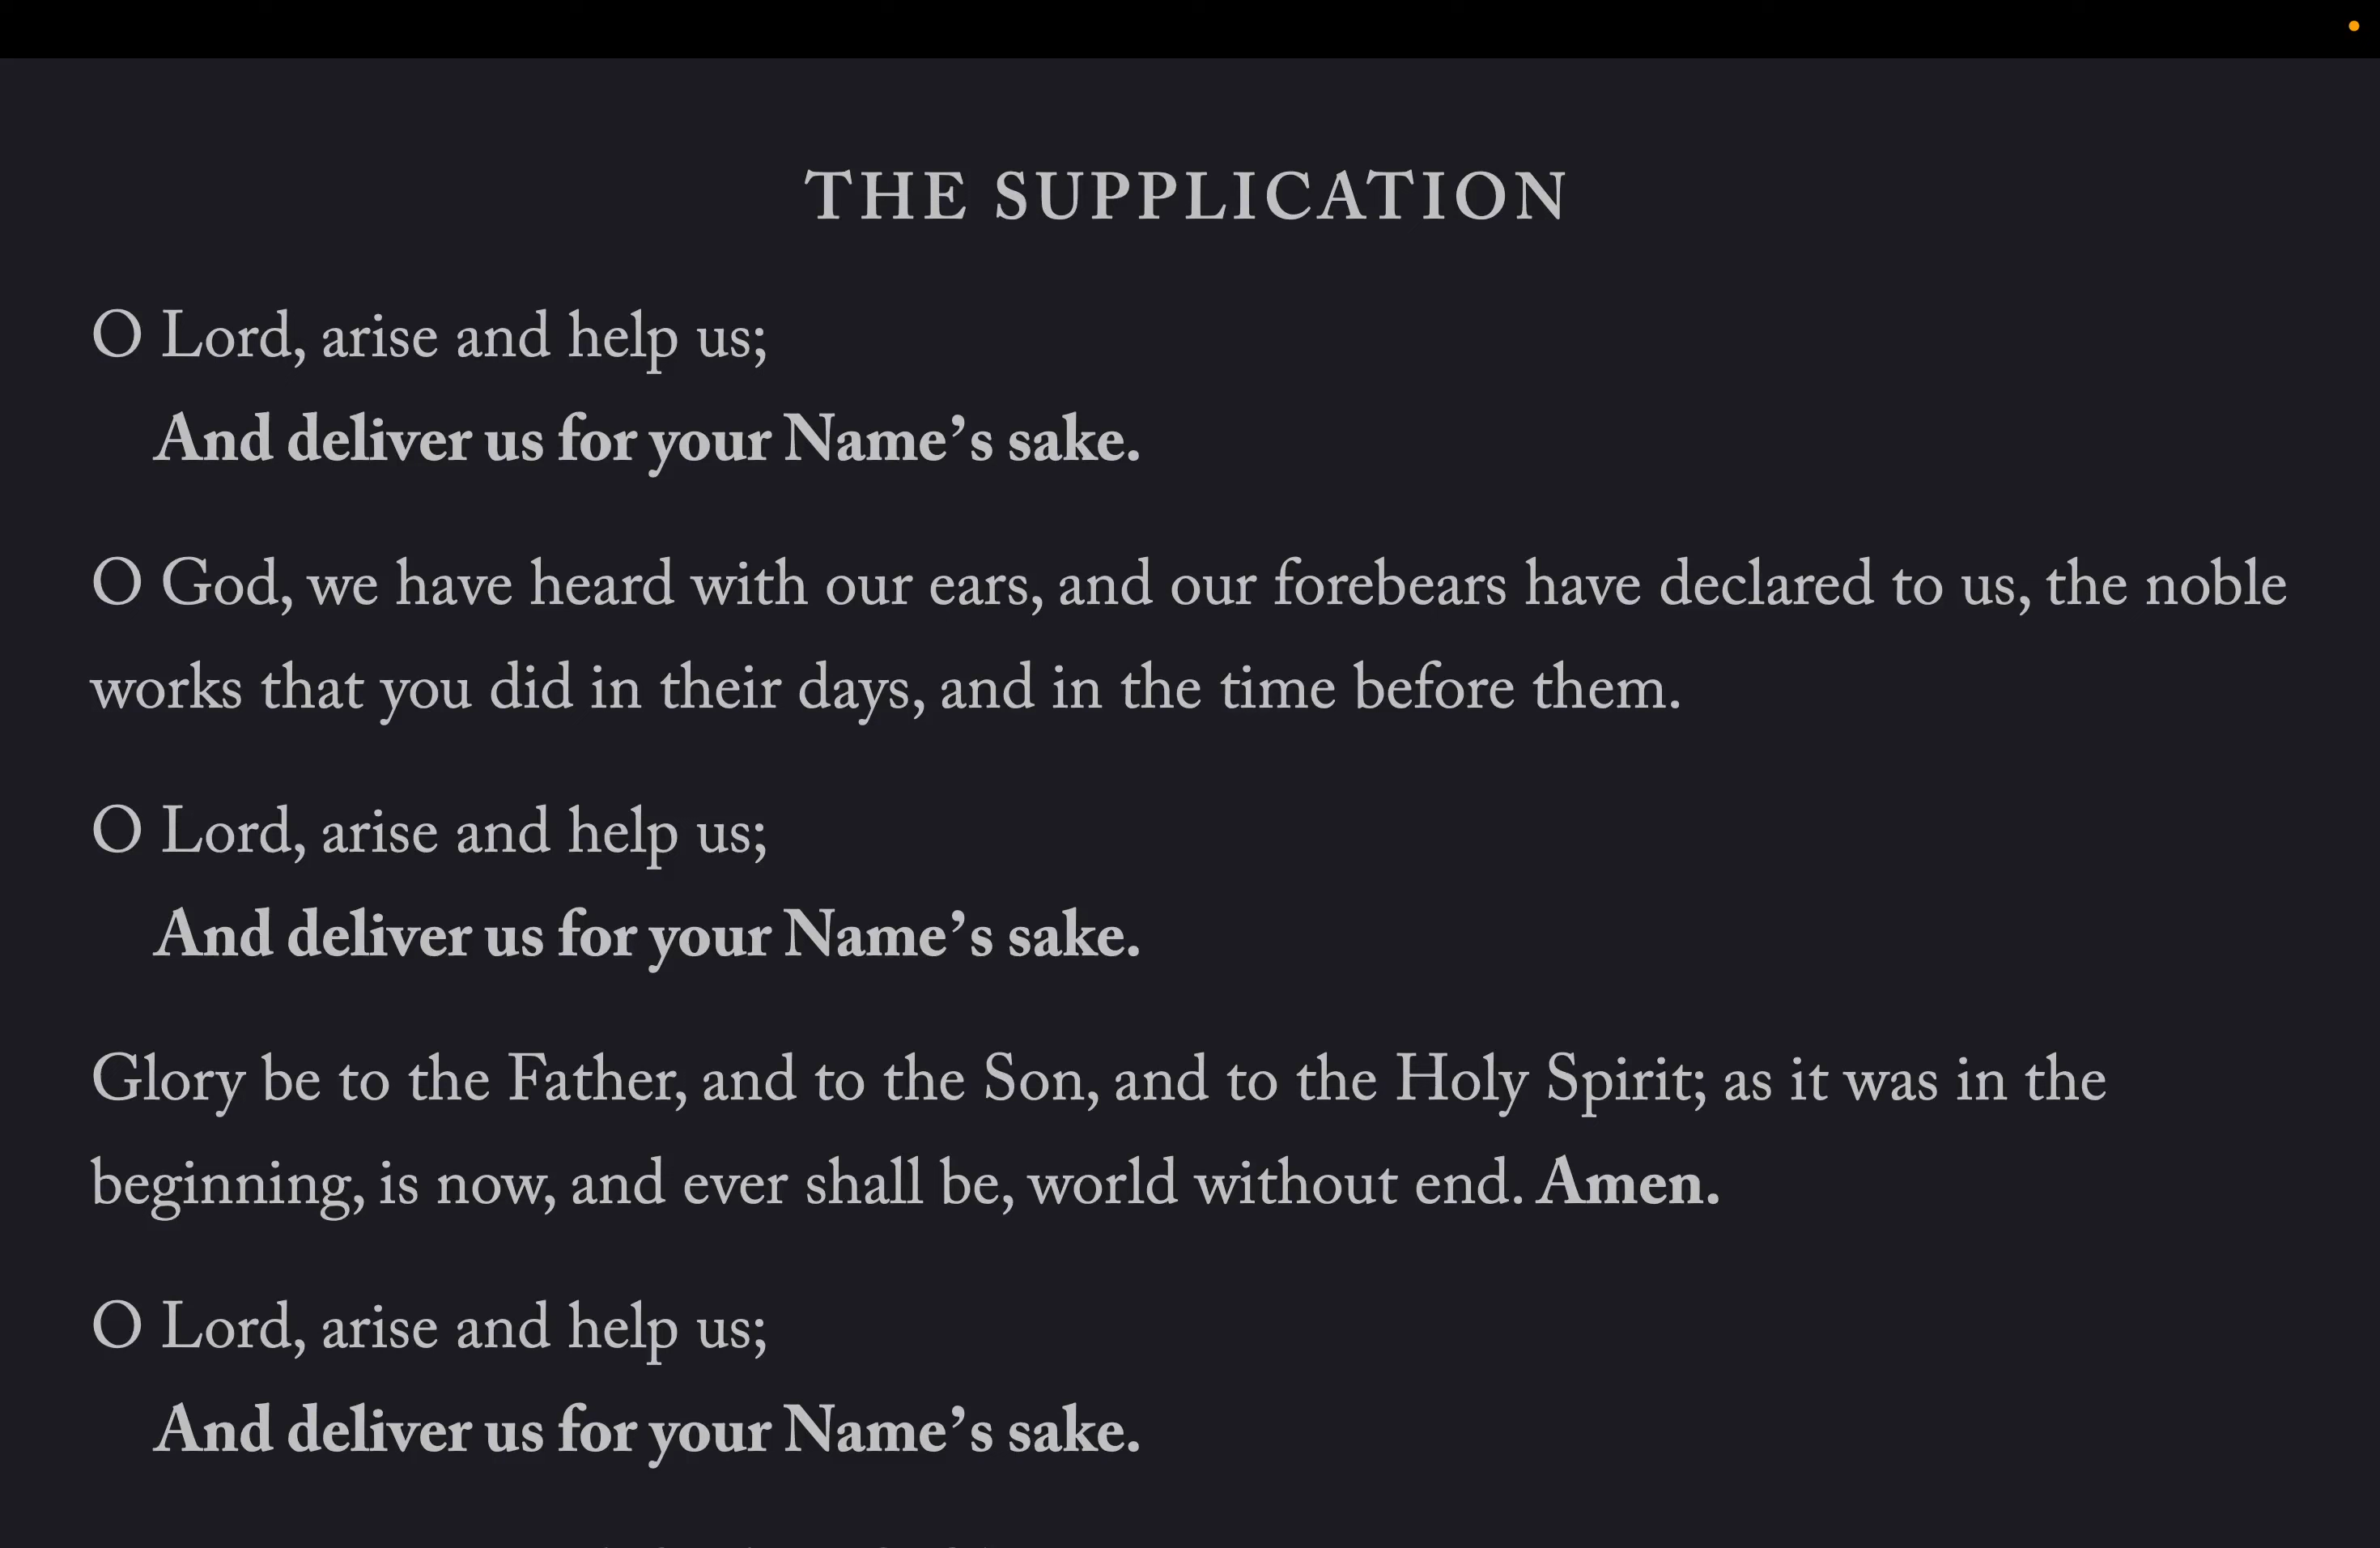 THE SUPPLICATION
O Lord, arise and help us;
And deliver us for your Name’s sake.
O God, we have heard with our ears, and our forebears have declared to us, the noble
works that you did in their days, and in the time before them.
O Lord, arise and help us;
And deliver us for your Name’s sake.
Glory be to the Father, and to the Son, and to the Holy Spirit; as it was in the
beginning, is now, and ever shall be, world without end. Amen.
O Lord, arise and help us;
And deliver us for your Name’s sake.